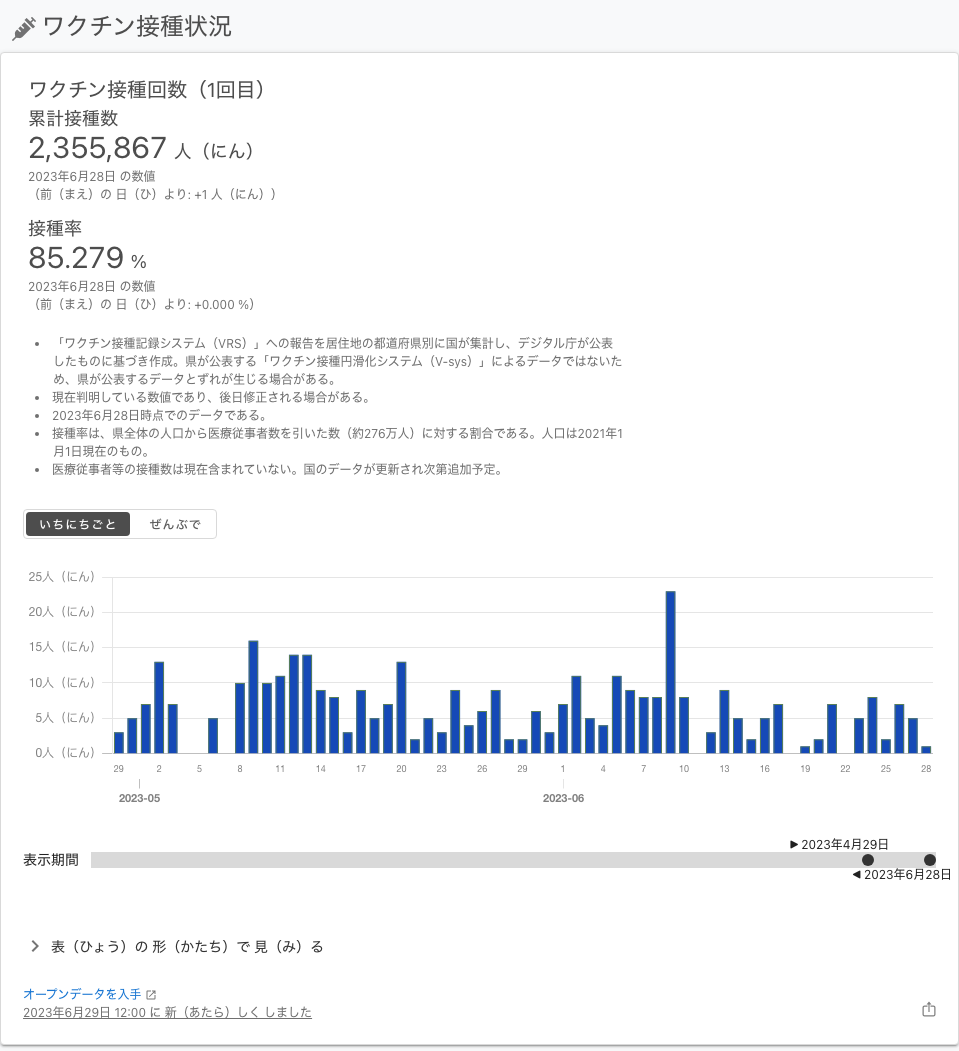 ワクチン接種状況
ワクチン接種回数（1回目）
累計接種数
2,355,867 人（にん）
2023年6月28日 の数値
（前（まえ）の 日（ひ）より: +1 人（にん））
接種率
85.279 %
2023年6月28日 の数値
（前（まえ）の 日（ひ）より: +0.000 %）
• 「ワクチン接種記録システム（VRS）」への報告を居住地の都道府県別に国が集計し、デジタル庁が公表
したものに基づき作成。県が公表する「ワクチン接種円滑化システム（V-sys）」によるデータではないた
め、県が公表するデータとずれが生じる場合がある。
• 現在判明している数値であり、後日修正される場合がある。
• 2023年6月28日時点でのデータである。
• 接種率は、県全体の人口から医療従事者数を引いた数（約276万人）に対する割合である。人口は2021年1
月1日現在のもの。
• 医療従事者等の接種数は現在含まれていない。国のデータが更新され次第追加予定。
いちにちごと ぜんぶで
25人（にん）
20人（にん）
15人（にん）
10人（にん）
5人（にん）
0人（にん）
29 2 5 8 11 14 17 20 23 26 29 1 4 7 10 13 16 19 22 25 28
2023-05 2023-06
▶ 2023年4月29日
表示期間
◀ 2023年6月28日
表（ひょう）の 形（かたち）で 見（み）る
オープンデータを入手
2023年6月29日 12:00 に 新（あたら）しく しました